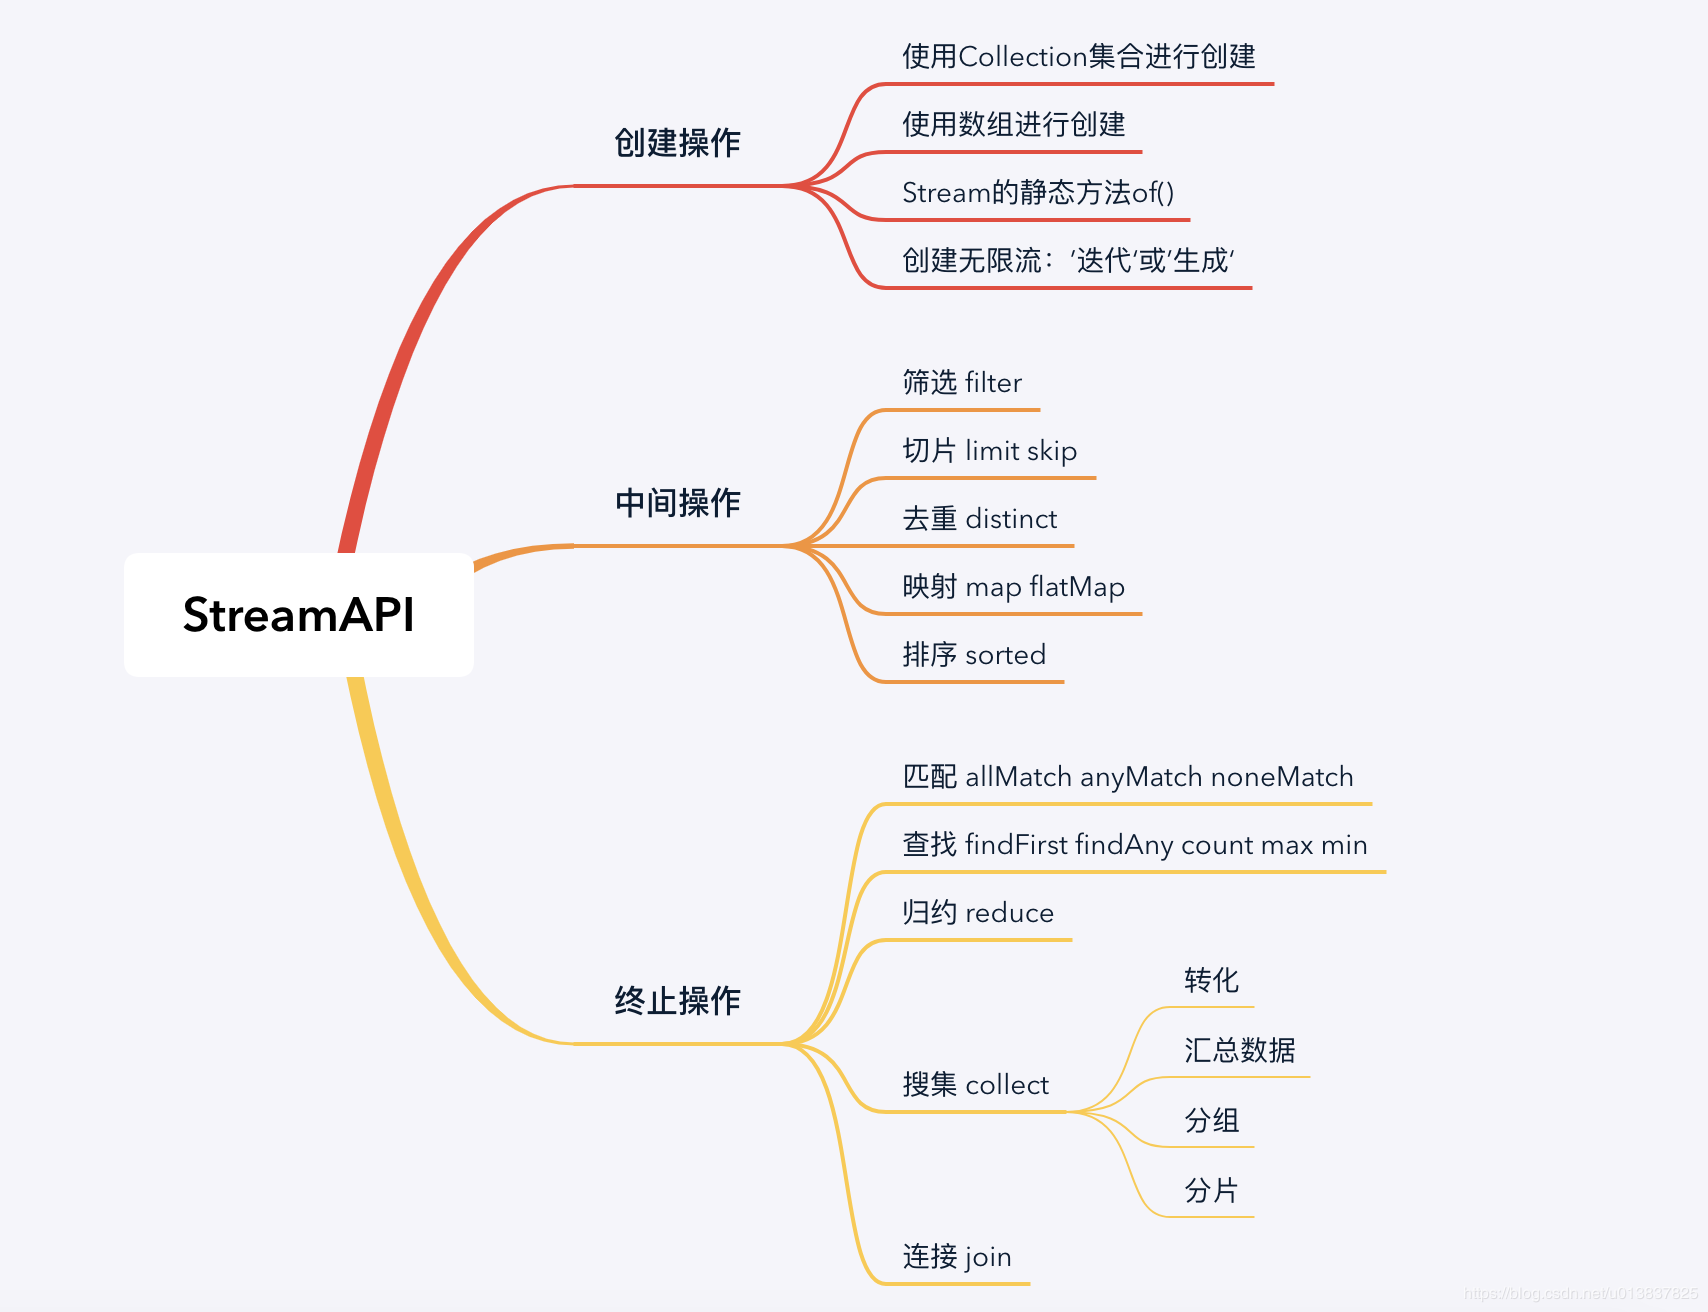 使用Collection集合进行创建
创建操作
使用数组进行创建
Stream的静态方法of()
创建无限流：’迭代‘或’生成‘
筛选 filter
切片 limit skip
中间操作
去重 distinct
映射 map flatMap
排序 sorted
StreamAPI
匹配 allMatch anyMatch noneMatch
查找 findFirst findAny count max min
归约 reduce
终止操作
搜集 collect
转化
汇总数据
分组
分片
连接 join
https://blog.csdn.net/u013837825